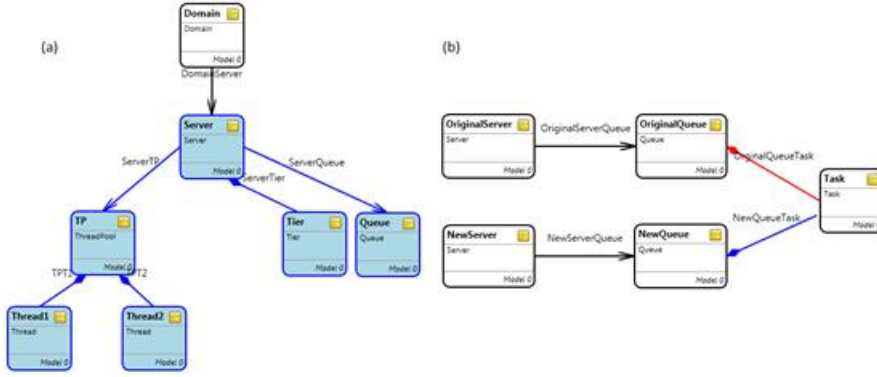 (a)
Domain
Domain
Model 0
DomainServer
Server
Server
Model 0
ServerTP
ServerTier
ServerQueue
TP
ThreadPool
Model 0
Tier
Tier
Model 0
Queue
Queue
Model 0
TPT1
TPT2
Thread1
Thread
Model 0
Thread2
Thread
Model 0
(b)
OriginalServer
Server
Model 0
OriginalServerQueue
OriginalQueue
Queue
Model 0
OriginalQueueTask
Task
Task
Model 0
NewServer
Server
Model 0
NewServerQueue
NewQueue
Queue
Model 0
NewQueueTask